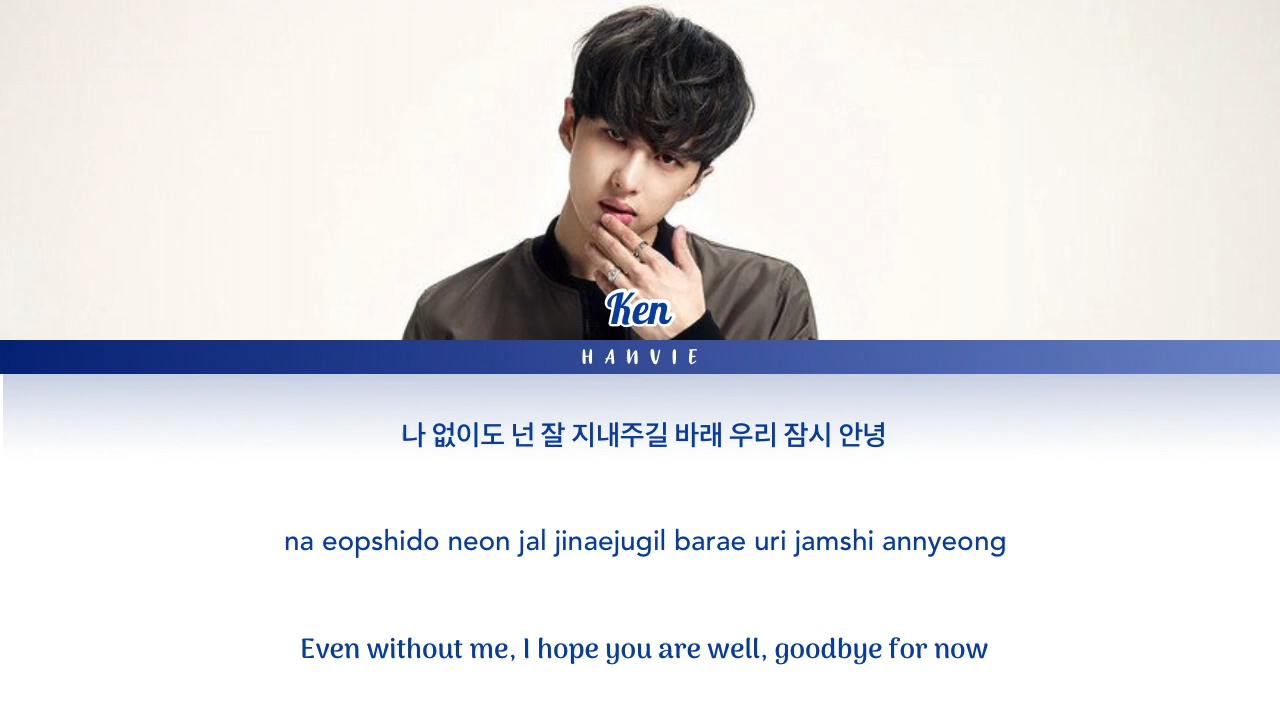 Ken
HANVIE
나 없이도 넌 잘 지내주길 바래 우리 잠시 안녕
na eopshido neon jal jinaejugil barae uri jamshi annyeong
Even without me, I hope you are well, goodbye for now